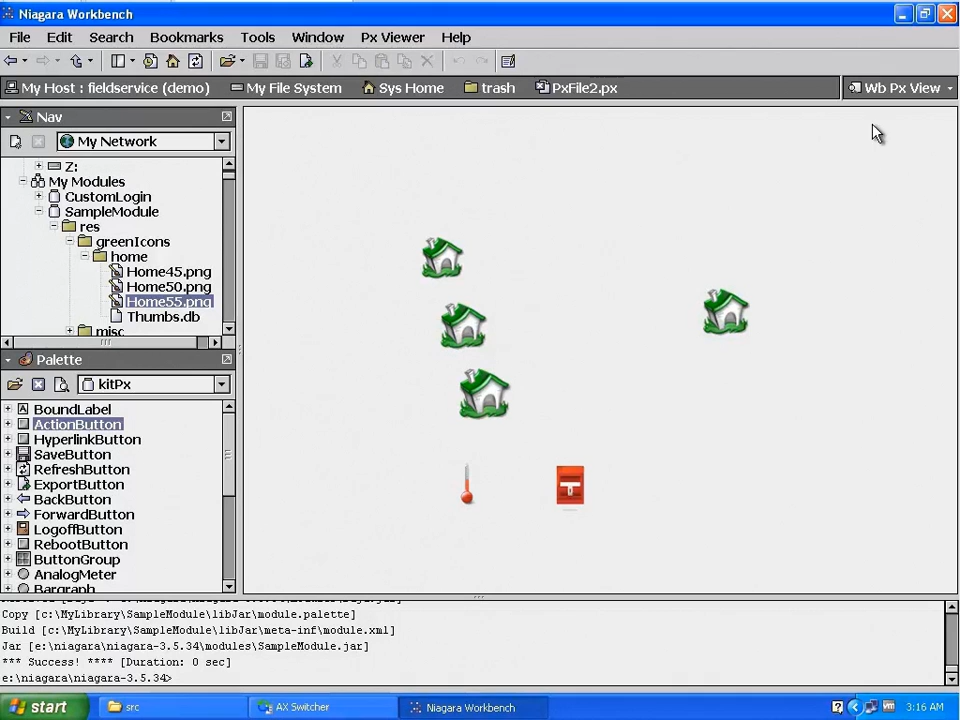 Niagara Workbench
File Edit Search Bookmarks Tools Window Px Viewer Help
My Host : fieldservice (demo) My File System Sys Home trash PxFile2.px Wb Px View
Nav
My Network
Z:
My Modules
CustomLogin
SampleModule
res
greenIcons
home
Home45.png
Home50.png
Home55.png
Thumbs.db
misc
Palette
kitPx
BoundLabel
ActionButton
HyperlinkButton
SaveButton
RefreshButton
ExportButton
BackButton
ForwardButton
LogoffButton
RebootButton
ButtonGroup
AnalogMeter
Bargraph
Copy [c:\MyLibrary\SampleModule\libJar\module.palette]
Build [c:\MyLibrary\SampleModule\libJar\meta-inf\module.xml]
Jar [e:\niagara\niagara-3.5.34\modules\SampleModule.jar]
*** Success! **** [Duration: 0 sec]
e:\niagara\niagara-3.5.34>
start src AX Switcher Niagara Workbench 3:16 AM